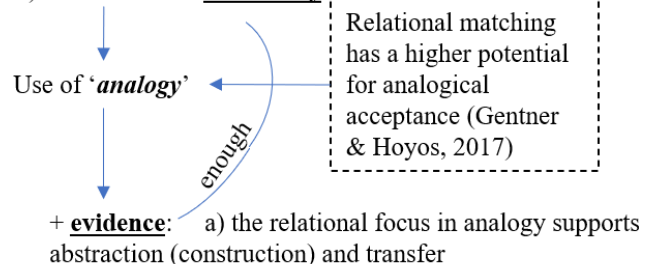 Relational matching
has a higher potential
for analogical
acceptance (Gentner
& Hoyos, 2017)
Use of ‘analogy’
enough
+ evidence: a) the relational focus in analogy supports
abstraction (construction) and transfer